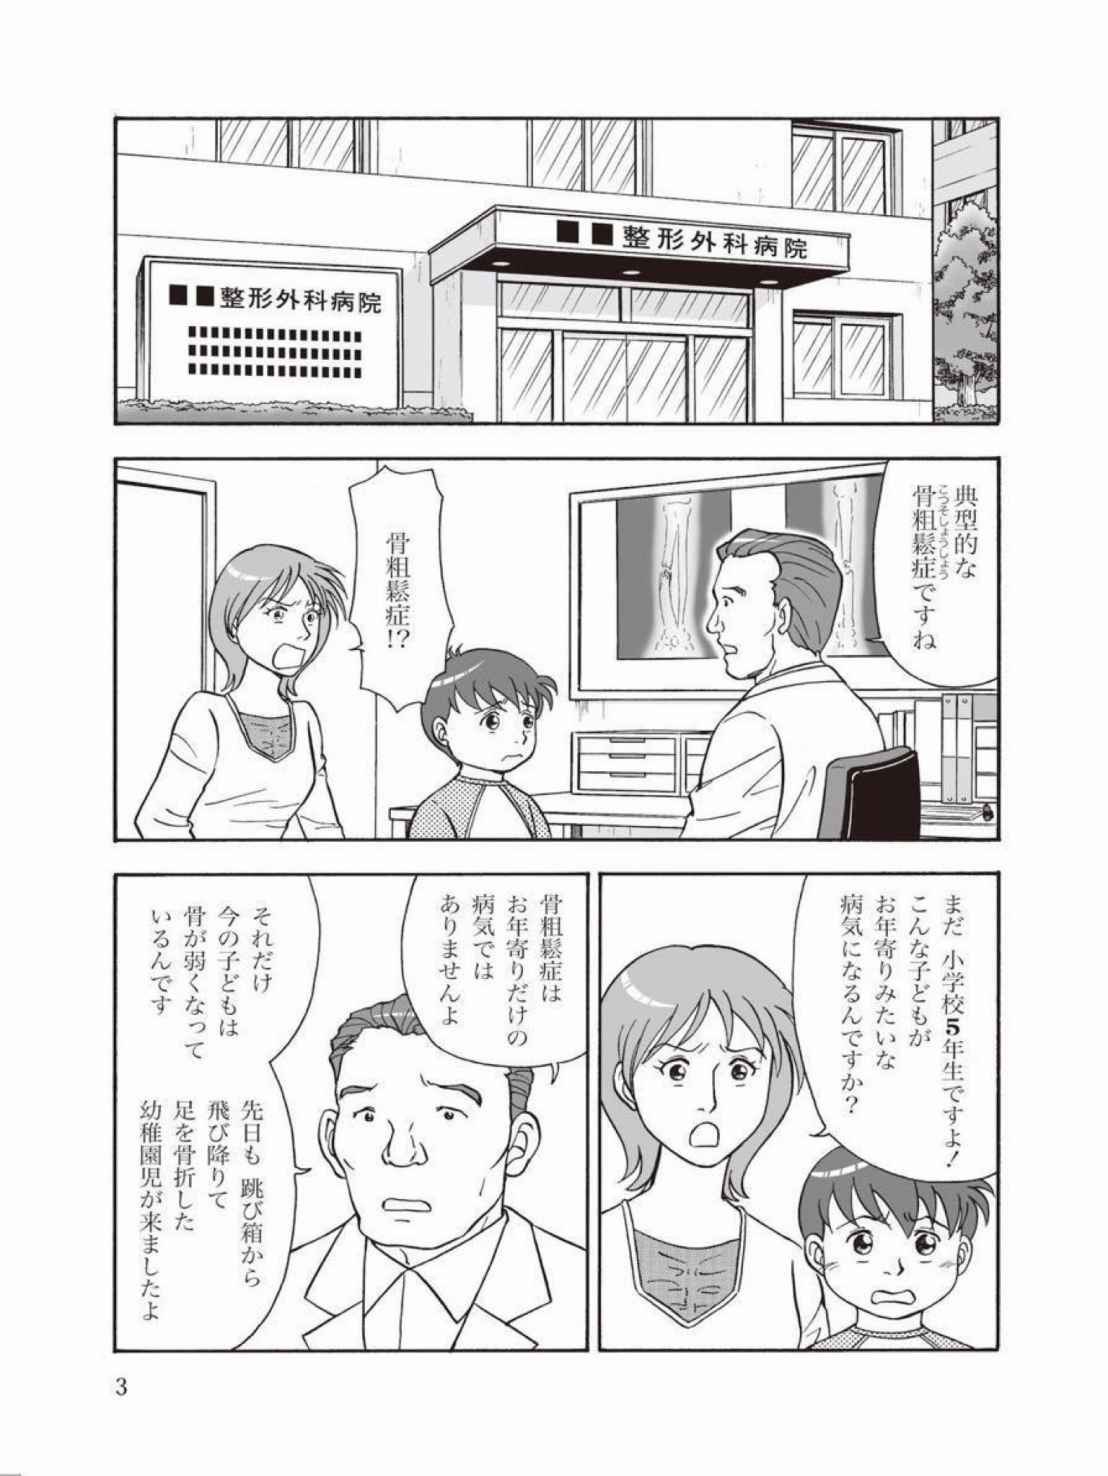 ■■整形外科病院
■■整形外科病院
典型的な
骨粗鬆症ですね
こつそしょうしょう
骨粗鬆症!?
まだ 小学校5年生ですよ!
こんな子どもが
お年寄りみたいな
病気になるんですか?
骨粗鬆症は
お年寄りだけの
病気では
ありませんよ
それだけ
今の子どもは
骨が弱くなって
いるんです
先日も 跳び箱から
飛び降りて
足を骨折した
幼稚園児が来ましたよ
3